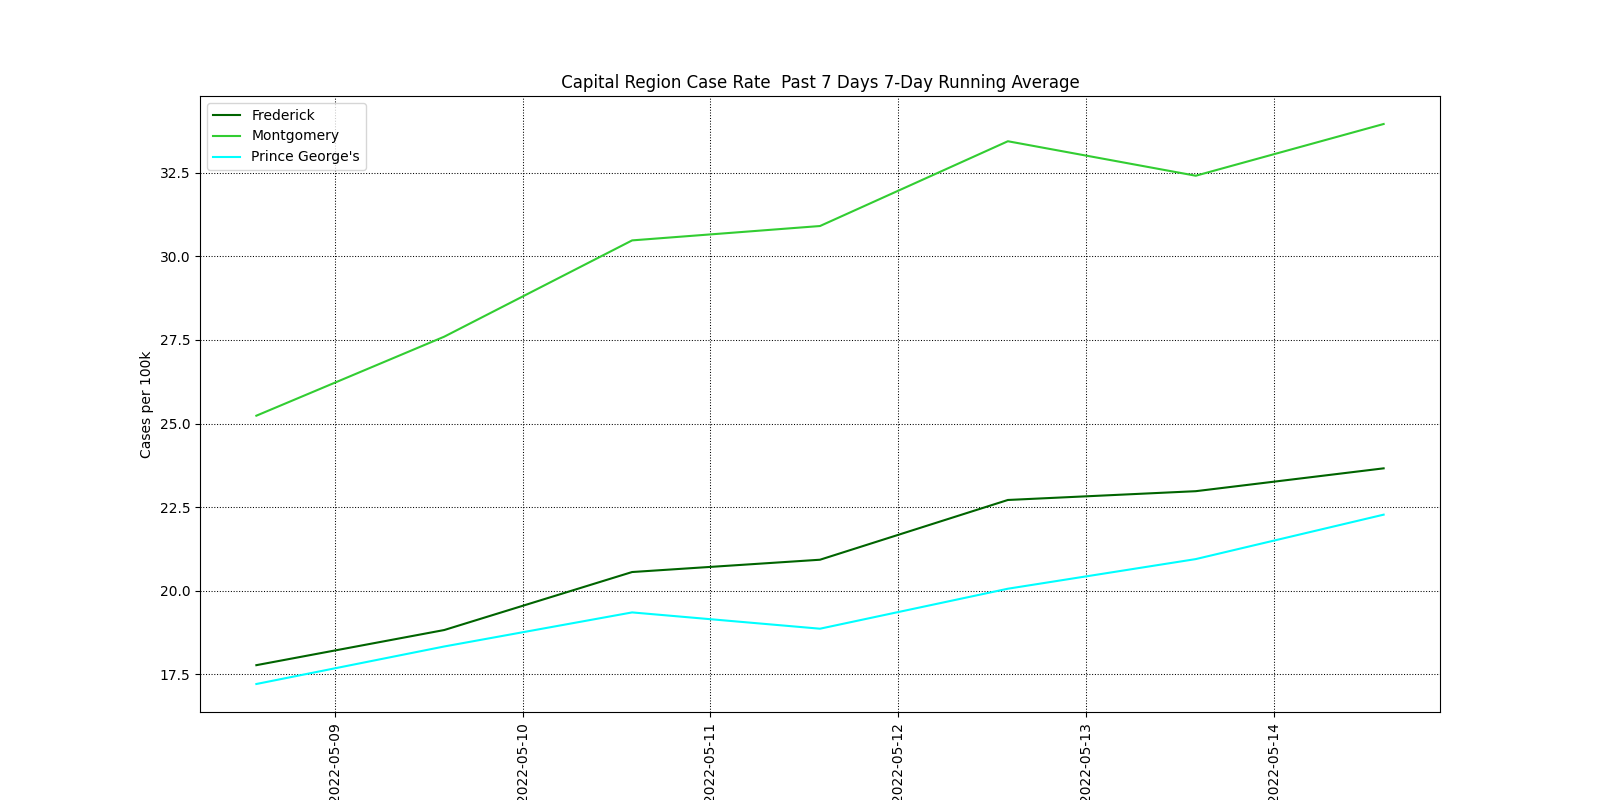 Capital Region Case Rate  Past 7 Days 7-Day Running Average
Frederick
Montgomery
Prince George's
32.5
30.0
27.5
25.0
22.5
20.0
17.5
Cases per 100k
2022-05-09
2022-05-10
2022-05-11
2022-05-12
2022-05-13
2022-05-14